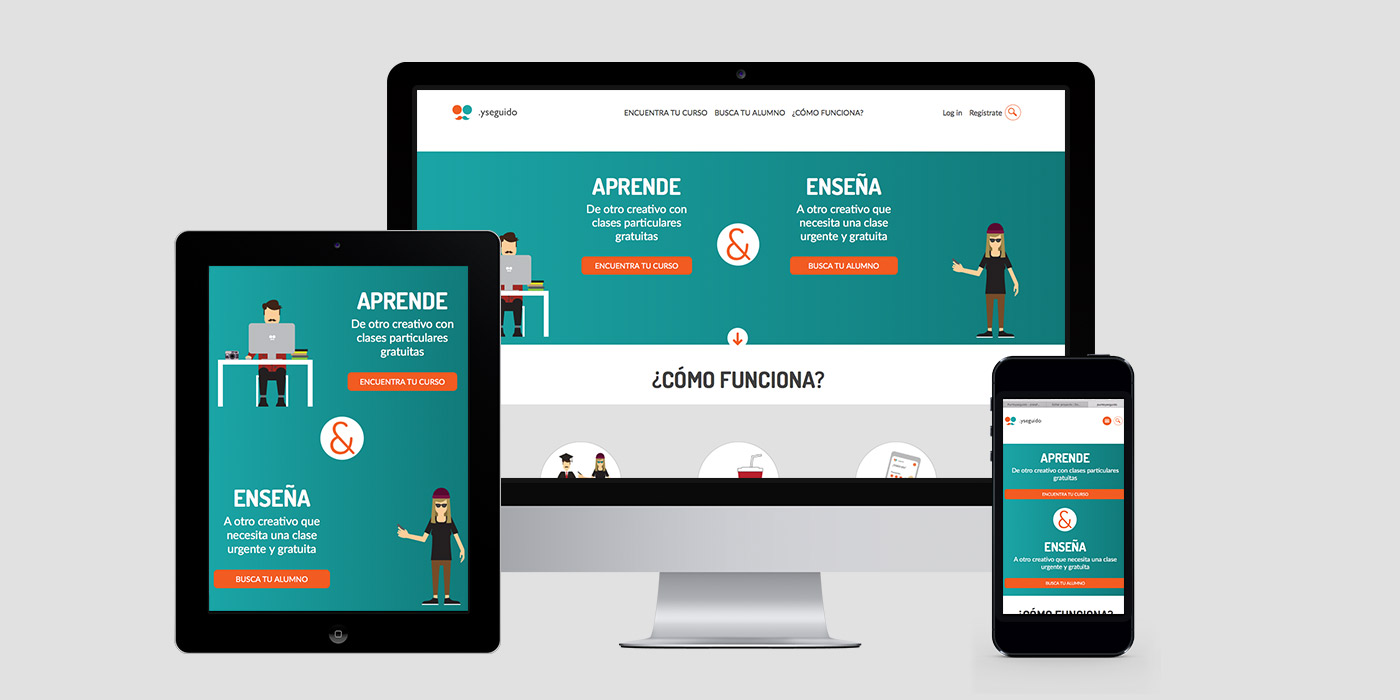 .yseguido
ENCUENTRA TU CURSO BUSCA TU ALUMNO ¿CÓMO FUNCIONA?
Log in Regístrate
APRENDE
De otro creativo con
clases particulares
gratuitas
ENCUENTRA TU CURSO
&
ENSEÑA
A otro creativo que
necesita una clase
urgente y gratuita
BUSCA TU ALUMNO
¿CÓMO FUNCIONA?
APRENDE
De otro creativo con
clases particulares
gratuitas
ENCUENTRA TU CURSO
&
ENSEÑA
A otro creativo que
necesita una clase
urgente y gratuita
BUSCA TU ALUMNO
.yseguido
APRENDE
De otro creativo con clases particulares
gratuitas
ENCUENTRA TU CURSO
&
ENSEÑA
A otro creativo que necesita una clase
urgente y gratuita
BUSCA TU ALUMNO
¿CÓMO FUNCIONA?